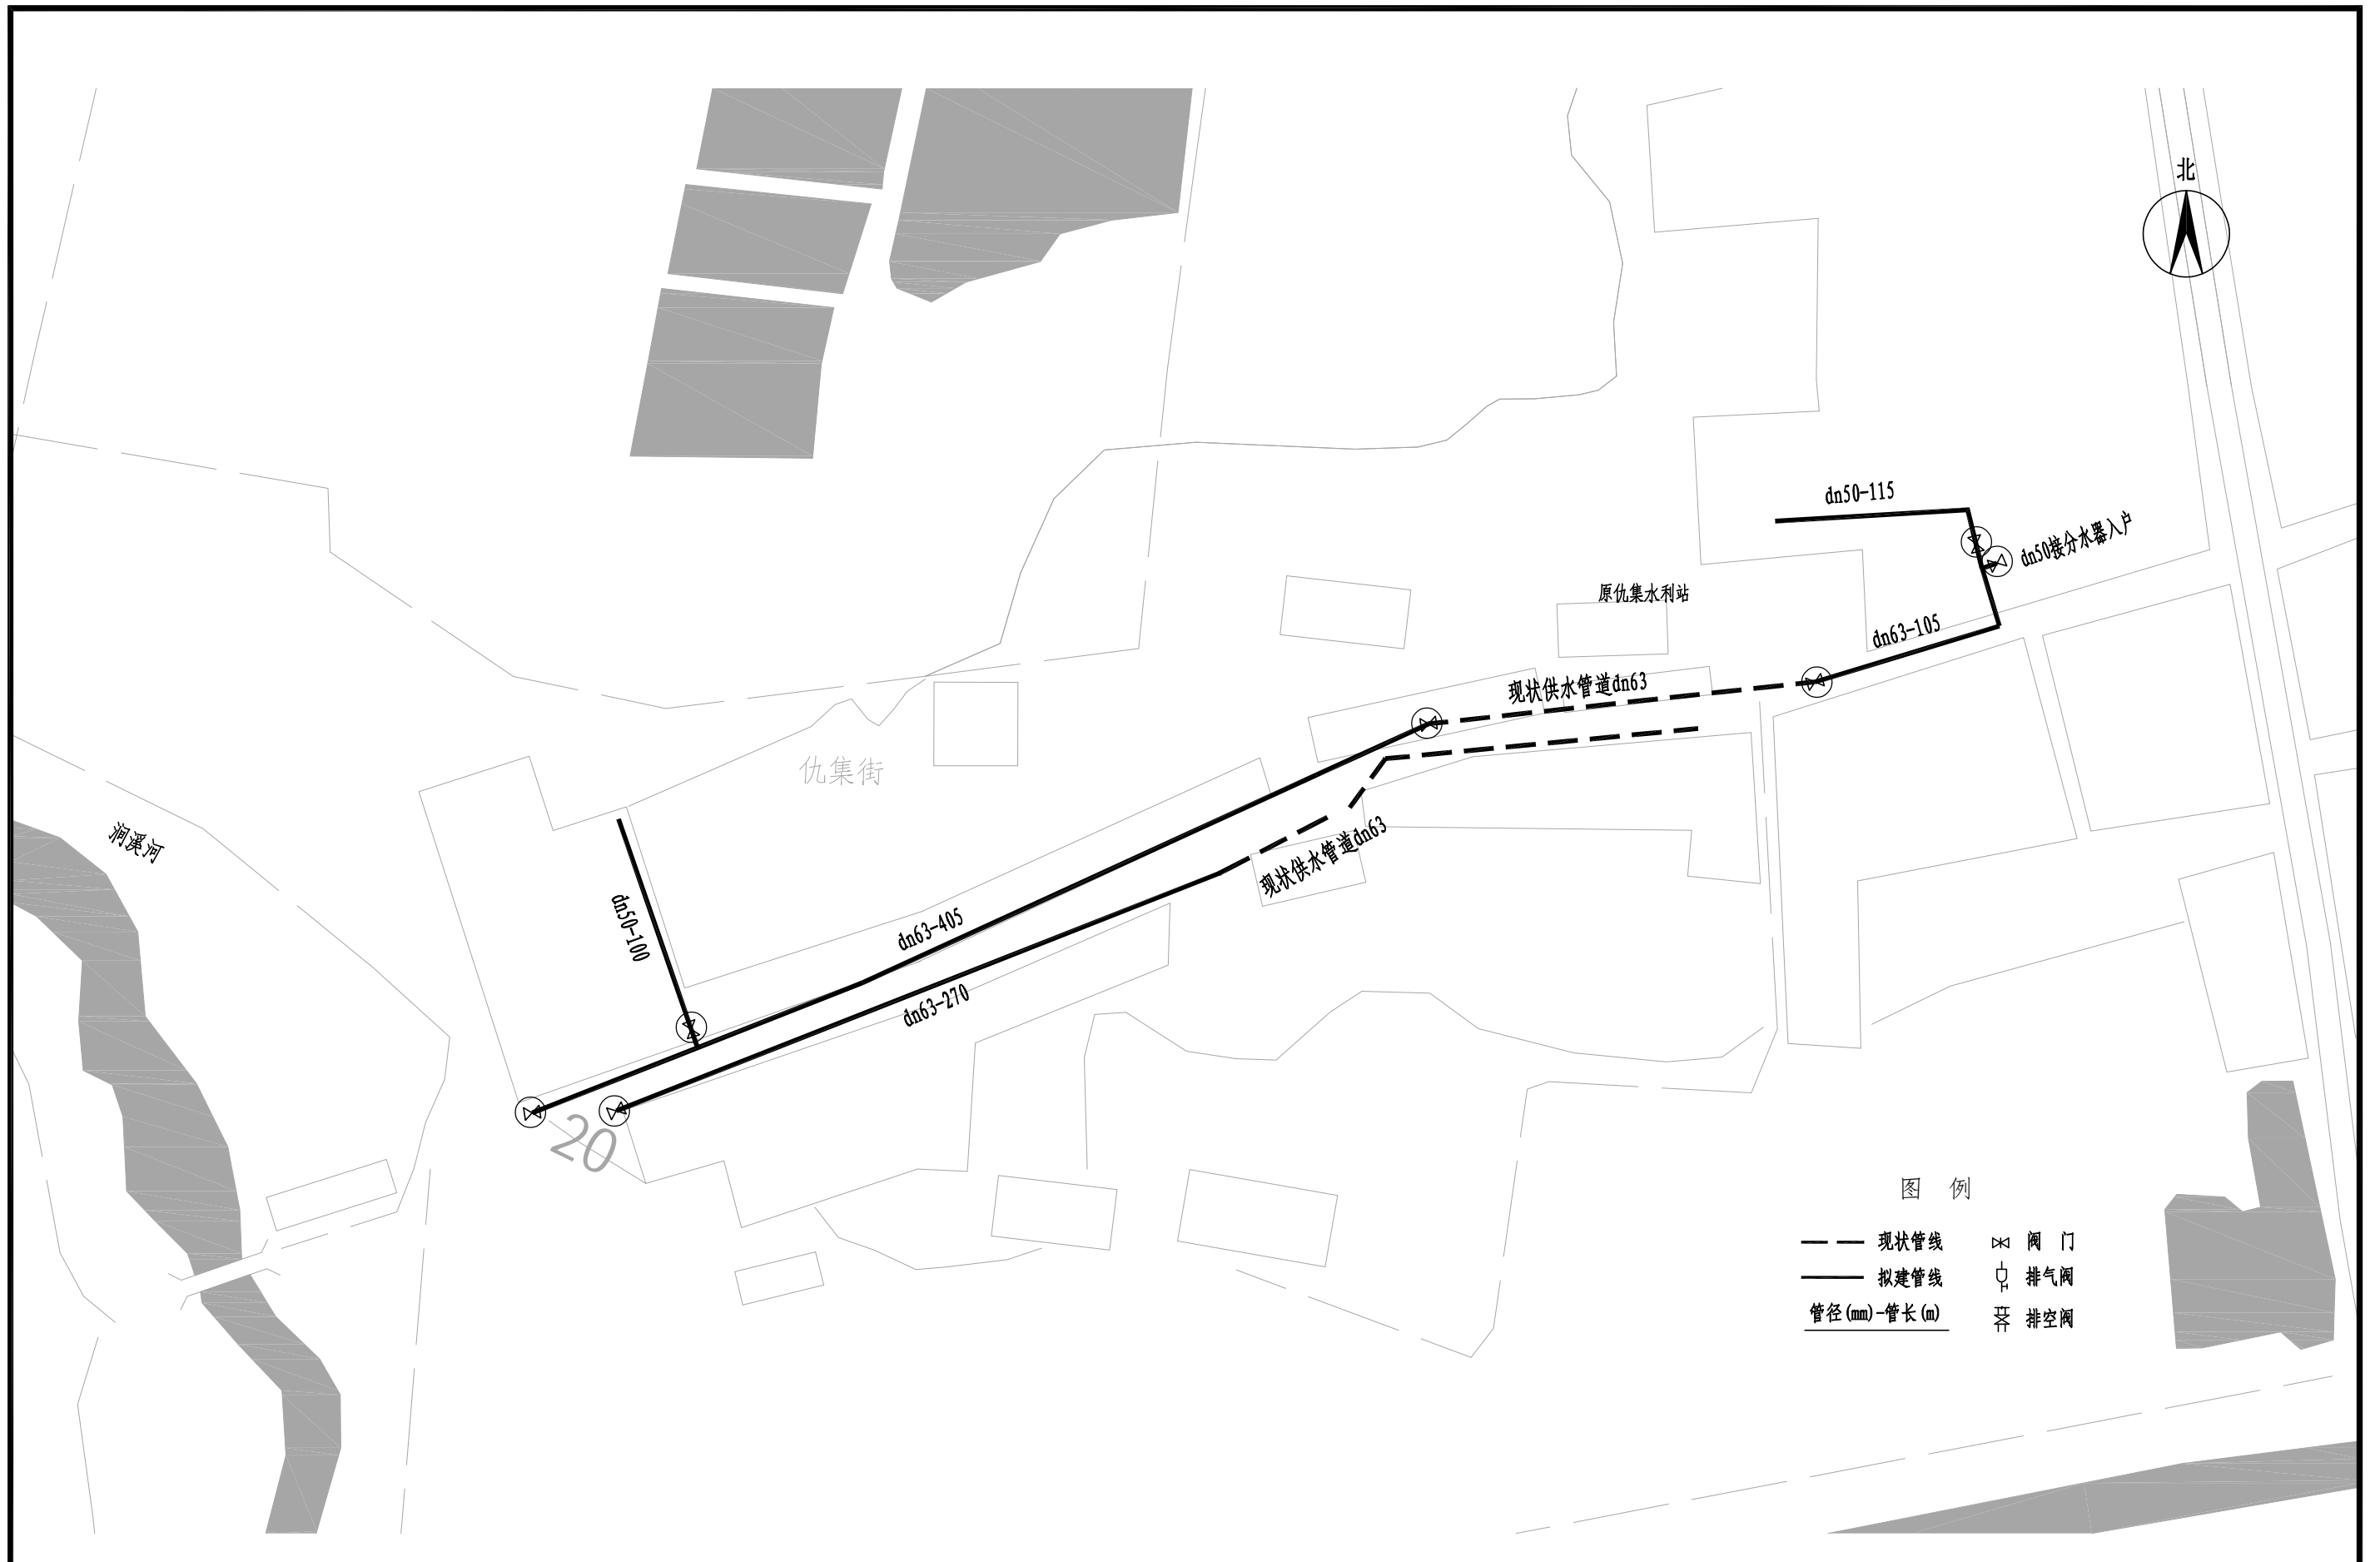 北
dn50-115
dn50接分水器入户
原仇集水利站
dn63-105
现状供水管道dn63
仇集街
涧溪河
现状供水管道dn63
dn50-100
dn63-405
dn63-270
20
图 例
现状管线
阀 门
拟建管线
排气阀
管径(mm)-管长(m)
排空阀